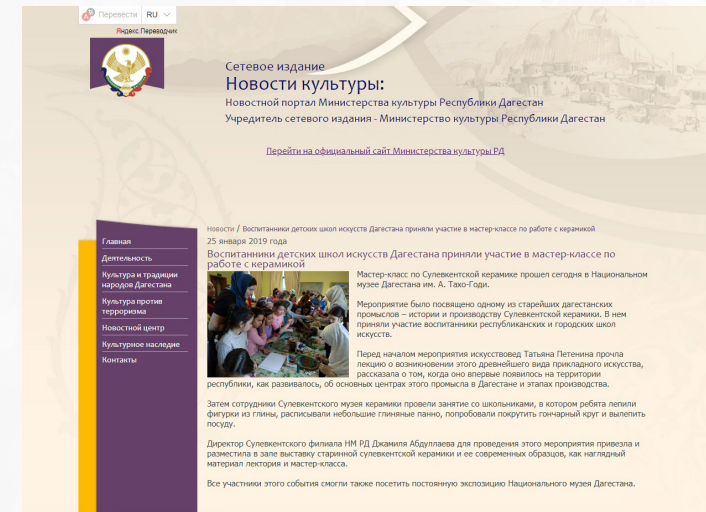 Перевести RU
Яндекс.Переводчик
Сетевое издание
Новости культуры:
Новостной портал Министерства культуры Республики Дагестан
Учредитель сетевого издания - Министерство культуры Республики Дагестан
Перейти на официальный сайт Министерства культуры РД
Главная
Деятельность
Культура и традиции
народов Дагестана
Культура против
терроризма
Новостной центр
Культурное наследие
Контакты
Новости / Воспитанники детских школ искусств Дагестана приняли участие в мастер-классе по работе с керамикой
25 января 2019 года
Воспитанники детских школ искусств Дагестана приняли участие в мастер-классе по
работе с керамикой
Мастер-класс по Сулевкентской керамике прошел сегодня в Национальном
музее Дагестана им. А. Тахо-Годи.
Мероприятие было посвящено одному из старейших дагестанских
промыслов – истории и производству Сулевкентской керамики. В нем
приняли участие воспитанники республиканских и городских школ
искусств.
Перед началом мероприятия искусствовед Татьяна Петенина прочла
лекцию о возникновении этого древнейшего вида прикладного искусства,
рассказала о том, когда оно впервые появилось на территории
республики, как развивалось, об основных центрах этого промысла в Дагестане и этапах производства.
Затем сотрудники Сулевкентского музея керамики провели занятие со школьниками, в котором ребята лепили
фигурки из глины, расписывали небольшие глиняные панно, попробовали покрутить гончарный круг и вылепить
посуду.
Директор Сулевкентского филиала НМ РД Джамиля Абдуллаева для проведения этого мероприятия привезла и
разместила в зале выставку старинной сулевкентской керамики и ее современных образцов, как наглядный
материал лектория и мастер-класса.
Все участники этого события смогли также посетить постоянную экспозицию Национального музея Дагестана.